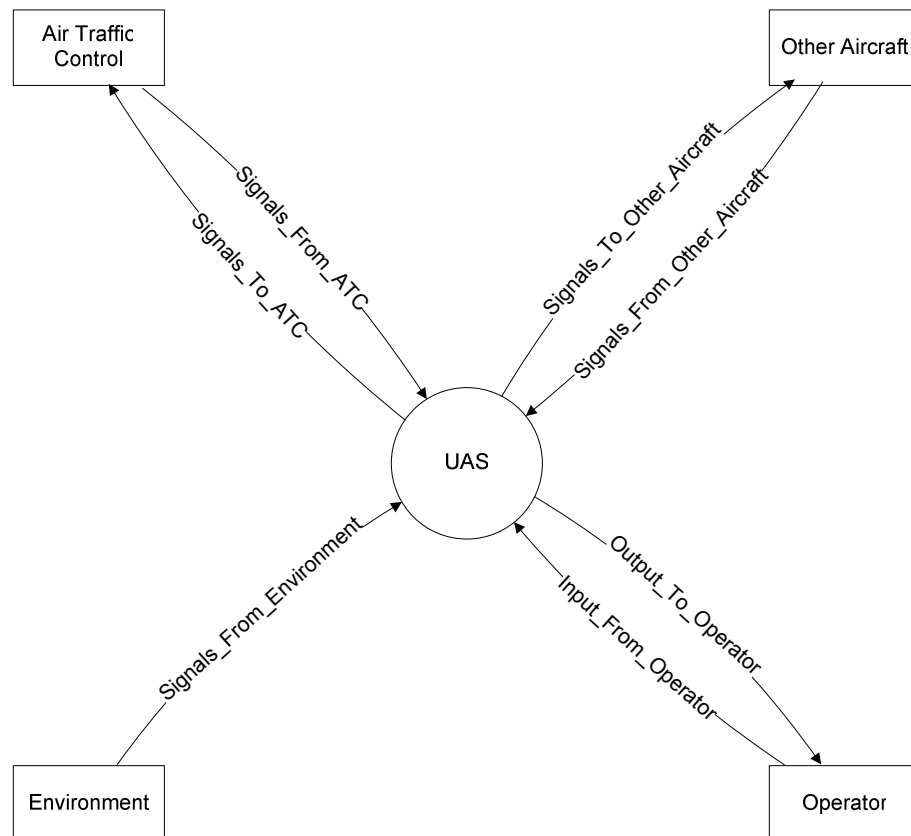 Air Traffic
Control
Other Aircraft
Signals_From_ATC
Signals_To_ATC
Signals_To_Other_Aircraft
Signals_From_Other_Aircraft
UAS
Signals_From_Environment
Output_To_Operator
Input_From_Operator
Environment
Operator